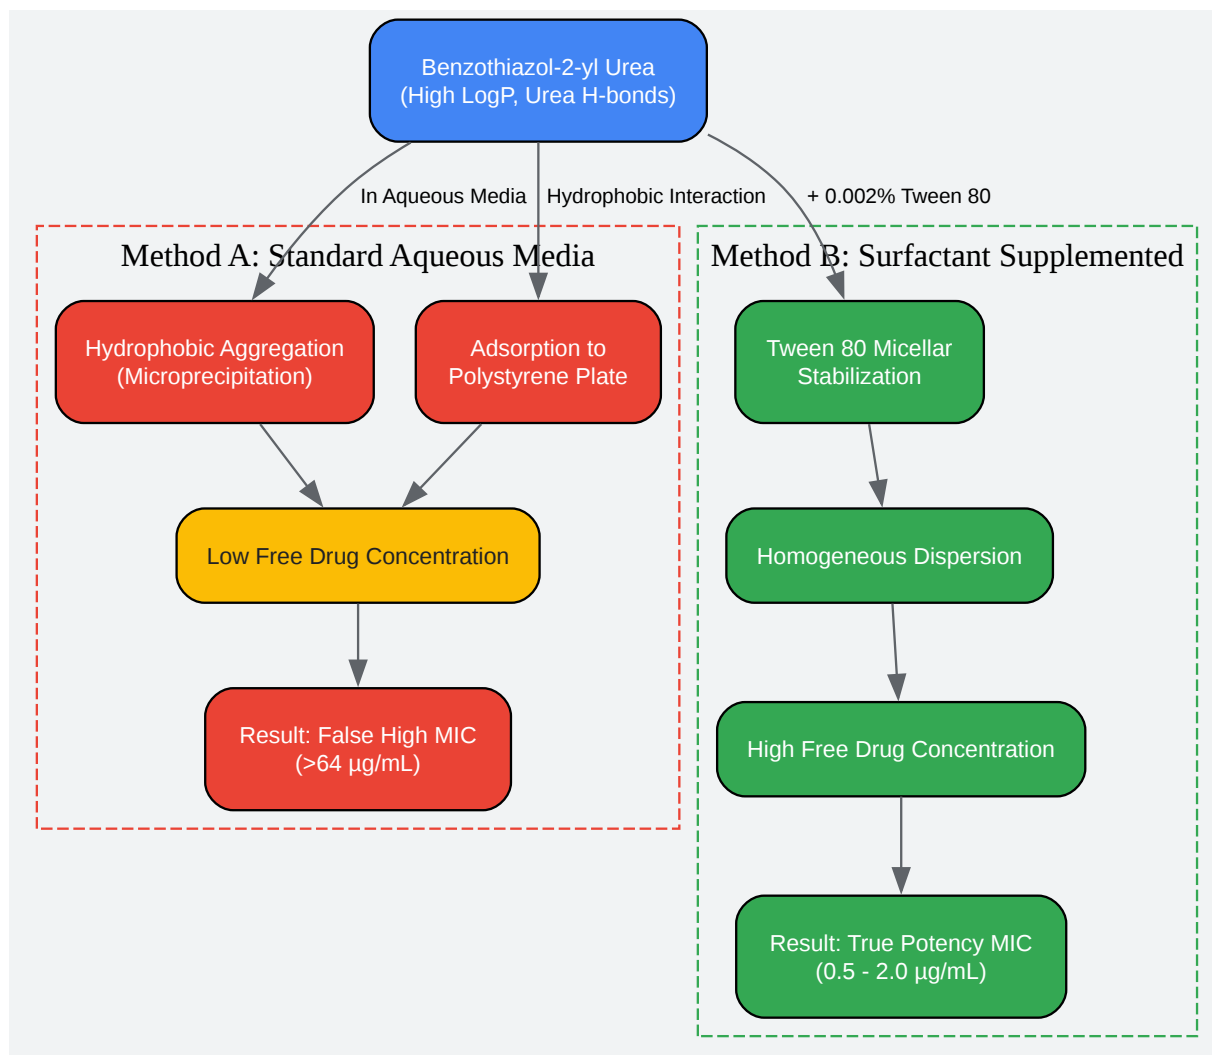 Benzothiazol-2-yl Urea
(High LogP, Urea H-bonds)
In Aqueous Media
Hydrophobic Interaction
+ 0.002% Tween 80
Method A: Standard Aqueous Media
Method B: Surfactant Supplemented
Hydrophobic Aggregation
(Microprecipitation)
Adsorption to
Polystyrene Plate
Tween 80 Micellar
Stabilization
Low Free Drug Concentration
Homogeneous Dispersion
Result: False High MIC
(>64 µg/mL)
High Free Drug Concentration
Result: True Potency MIC
(0.5 - 2.0 µg/mL)